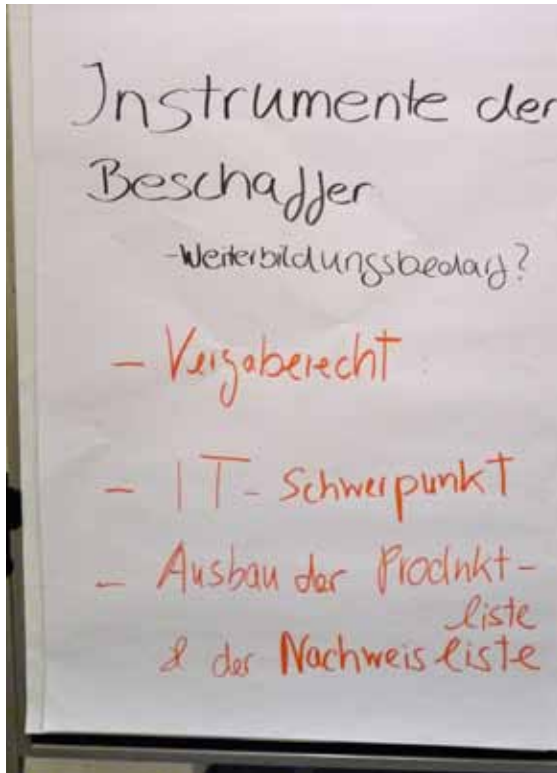 Instrumente der
Beschaffer
-Weiterbildungsbedarf?
- Vergaberecht
- IT- Schwerpunkt
- Ausbau der Produkt-
liste
& der Nachweisliste